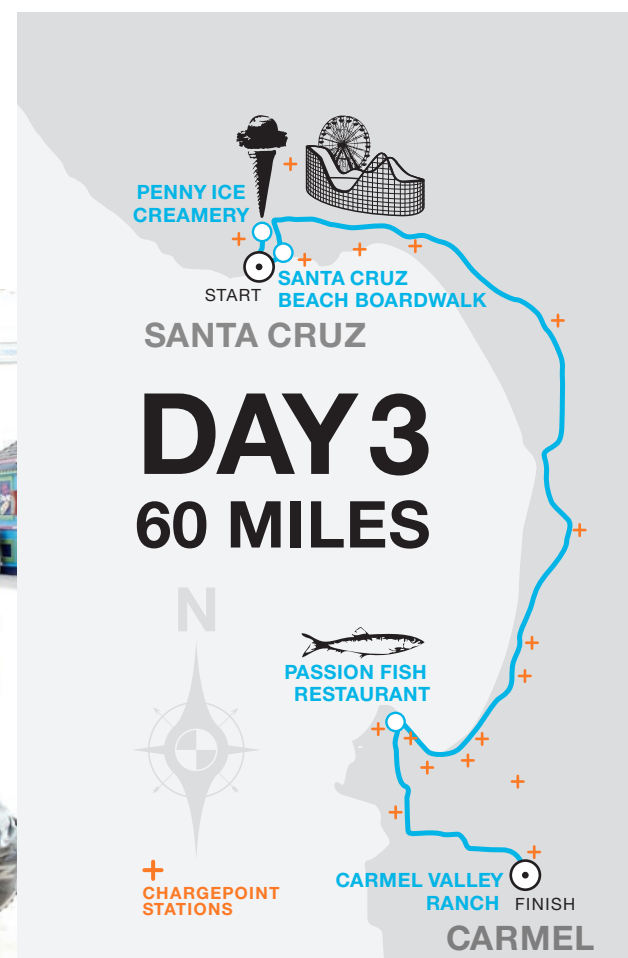 PENNY ICE
CREAMERY
START
SANTA CRUZ
BEACH BOARDWALK
SANTA CRUZ
DAY 3
60 MILES
N
PASSION FISH
RESTAURANT
CHARGEPOINT
STATIONS
CARMEL VALLEY
RANCH
FINISH
CARMEL